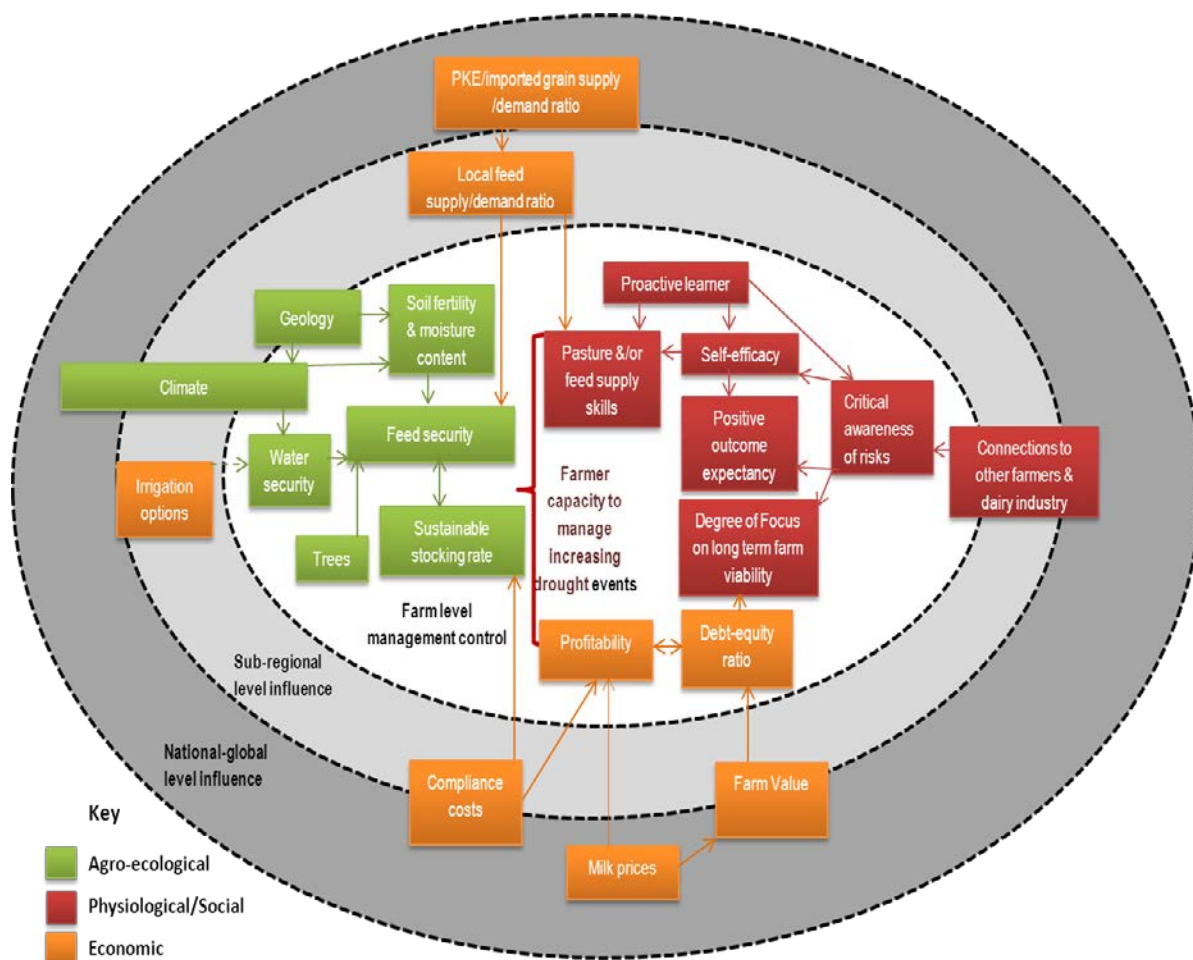 PKE/imported grain supply
/demand ratio
Local feed
supply/demand ratio
Proactive learner
Geology
Soil fertility
& moisture
content
Pasture &/or
feed supply
skills
Self-efficacy
Climate
Critical
awareness
of risks
Positive
outcome
expectancy
Feed security
Connections to
other farmers &
dairy industry
Water
security
Irrigation
options
Farmer
capacity to
manage
increasing
drought events
Degree of Focus
on long term farm
viability
Sustainable
stocking rate
Trees
Farm level
management control
Profitability
Debt-equity
ratio
Sub-regional
level influence
National-global
level influence
Compliance
costs
Farm Value
Milk prices
Key
Agro-ecological
Physiological/Social
Economic